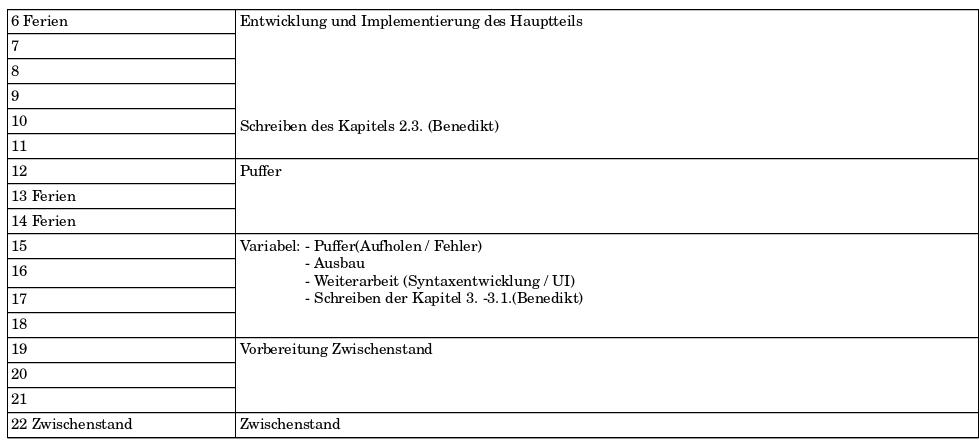 6 Ferien
Entwicklung und Implementierung des Hauptteils
7
8
9
10
Schreiben des Kapitels 2.3. (Benedikt)
11
12
Puffer
13 Ferien
14 Ferien
15
Variabel: - Puffer(Aufholen / Fehler)
- Ausbau
16
- Weiterarbeit (Syntaxentwicklung / UI)
17
- Schreiben der Kapitel 3. -3.1.(Benedikt)
18
19
Vorbereitung Zwischenstand
20
21
22 Zwischenstand
Zwischenstand